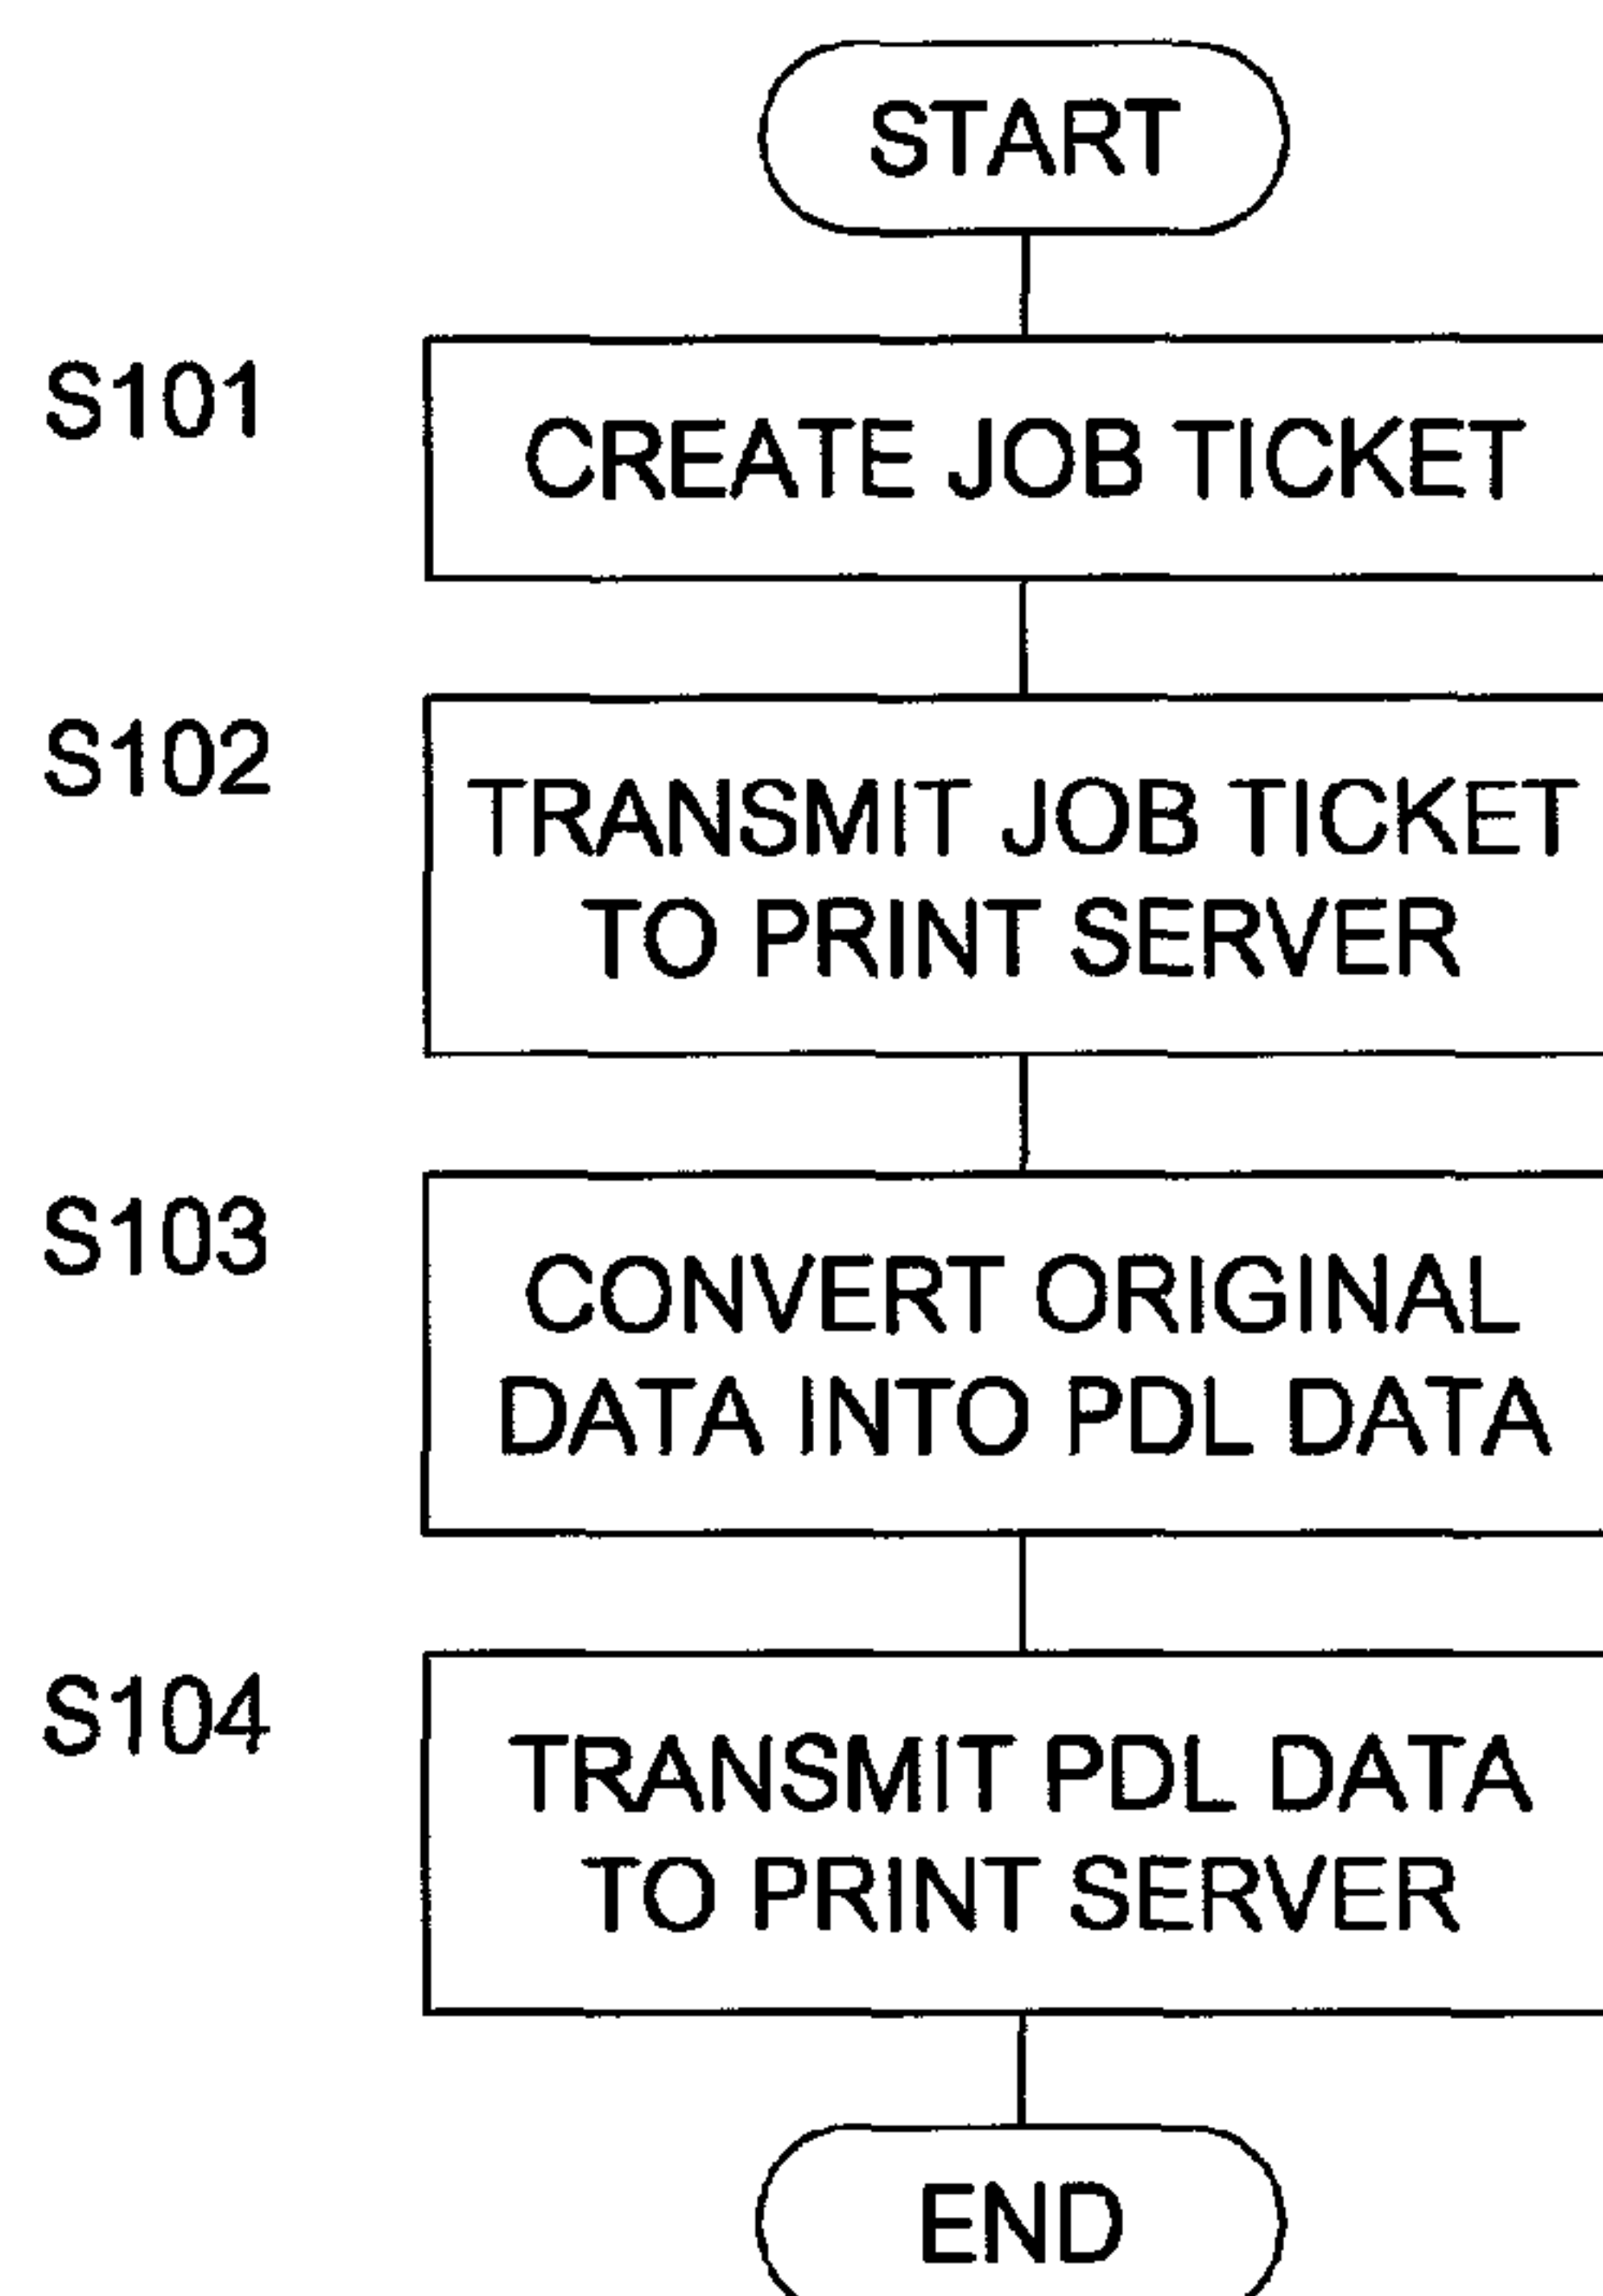 START
S101
CREATE JOB TICKET
S102
TRANSMIT JOB TICKET
TO PRINT SERVER
S103
CONVERT ORIGINAL
DATA INTO PDL DATA
S104
TRANSMIT PDL DATA
TO PRINT SERVER
END